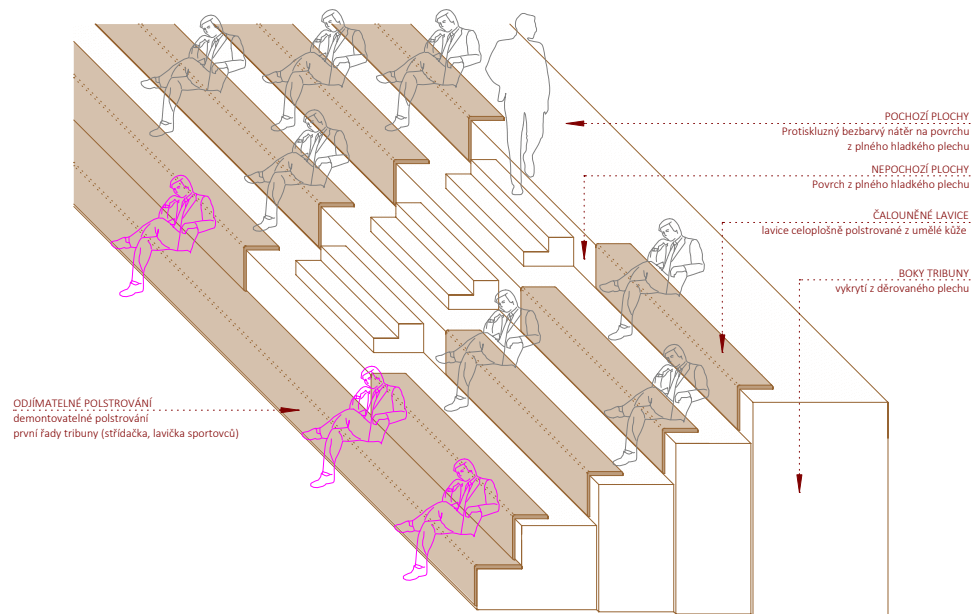 POCHOZÍ PLOCHY
Protiskluzný bezbarvý nátěr na povrchu
z plného hladkého plechu
NEPOCHOZÍ PLOCHY
Povrch z plného hladkého plechu
ČALOUNĚNÉ LAVICE
lavice celoplošně polstrované z umělé kůže
BOKY TRIBUNY
vykrytí z děrovaného plechu
ODJÍMATELNÉ POLSTROVÁNÍ
demontovatelné polstrování
první řady tribuny (střídačka, lavička sportovců)